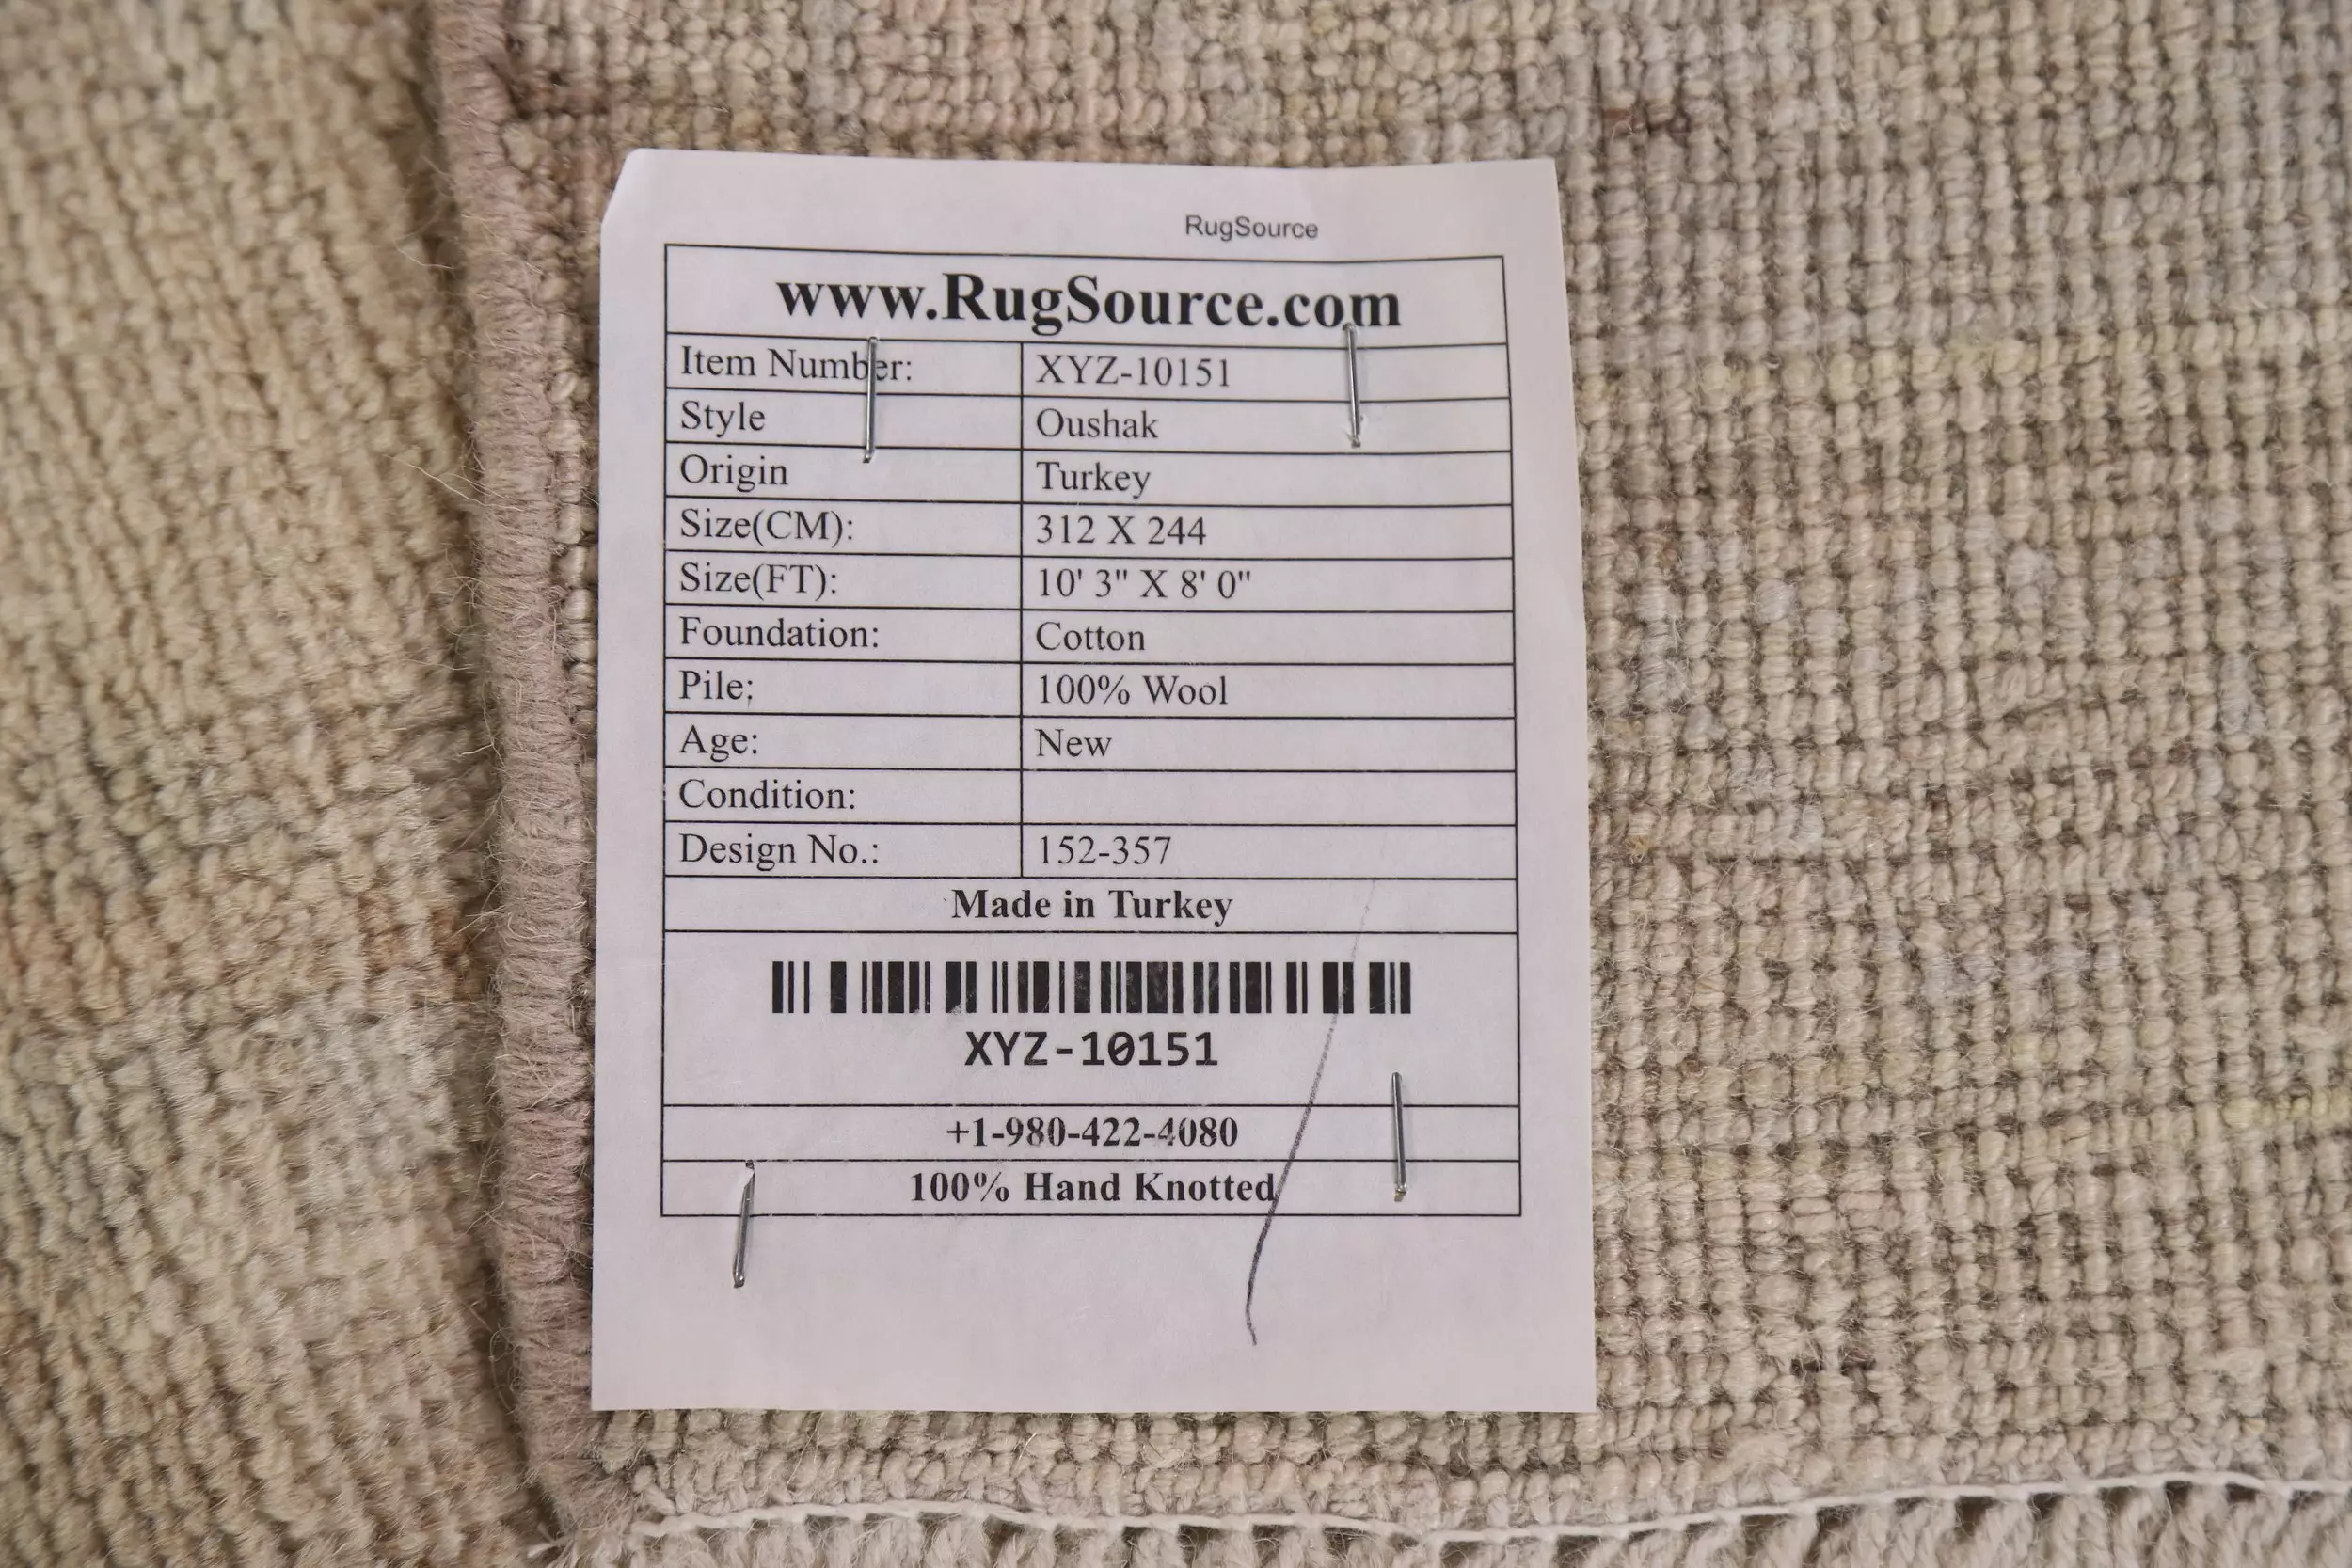 RugSource
www.RugSource.com
Item Number: XYZ-10151
Style Oushak
Origin Turkey
Size(CM): 312 X 244
Size(FT): 10' 3" X 8' 0"
Foundation: Cotton
Pile: 100% Wool
Age: New
Condition:
Design No.: 152-357
Made in Turkey
XYZ-10151
+1-980-422-4080
100% Hand Knotted